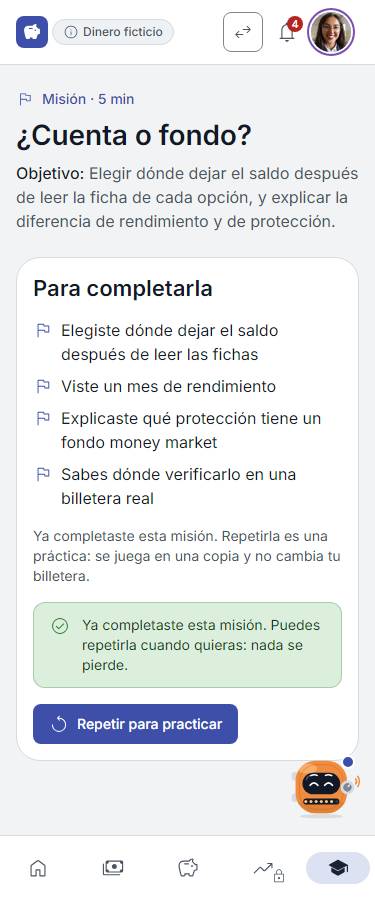 Dinero ficticio
4
Misión · 5 min
¿Cuenta o fondo?
Objetivo: Elegir dónde dejar el saldo después
de leer la ficha de cada opción, y explicar la
diferencia de rendimiento y de protección.
Para completarla
Elegiste dónde dejar el saldo
después de leer las fichas
Viste un mes de rendimiento
Explicaste qué protección tiene un
fondo money market
Sabes dónde verificarlo en una
billetera real
Ya completaste esta misión. Repetirla es una
práctica: se juega en una copia y no cambia tu
billetera.
Ya completaste esta misión. Puedes
repetirla cuando quieras: nada se
pierde.
Repetir para practicar